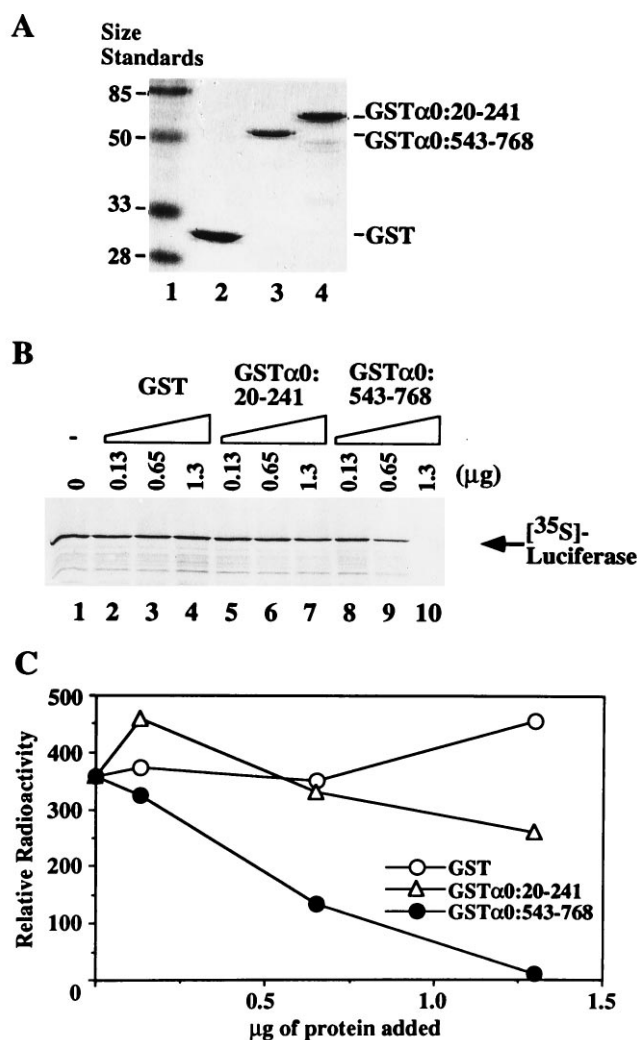 A
Size
Standards
85
50
33
28
GSTα0:20-241
GSTα0:543-768
GST
1 2 3 4
B
GST
GSTα0:
20-241
GSTα0:
543-768
-
0 0.13 0.65 1.3 0.13 0.65 1.3 0.13 0.65 1.3 (μg)
[³⁵S]-
Luciferase
1 2 3 4 5 6 7 8 9 10
C
Relative Radioactivity
500
400
300
200
100
0
0.5 1.0 1.5
GST
GSTα0:20-241
GSTα0:543-768
μg of protein added